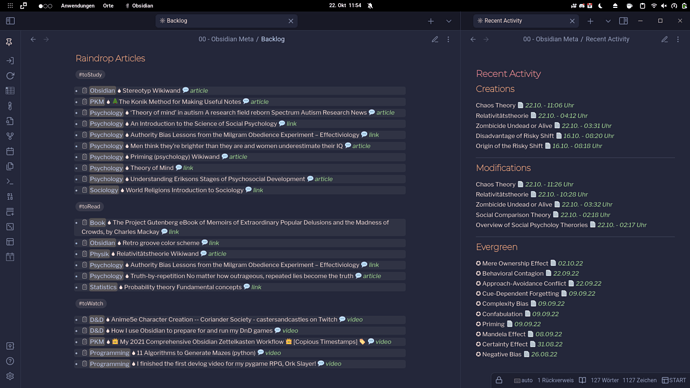 Anwendungen Orte Obsidian
22. Okt 11:54
Backlog
Recent Activity
00 - Obsidian Meta / Backlog
00 - Obsidian Meta / Recent Activity
Raindrop Articles
#toStudy
Obsidian Stereotyp Wikiwand article
PKM The Konik Method for Making Useful Notes article
Psychology 'Theory of mind' in autism A research field reborn Spectrum Autism Research News article
Psychology An Introduction to the Science of Social Psychology link
Psychology Authority Bias Lessons from the Milgram Obedience Experiment – Effectiviology link
Psychology Men think they're brighter than they are and women underestimate their IQ article
Psychology Priming (psychology) Wikiwand article
Psychology Theory of Mind link
Psychology Understanding Eriksons Stages of Psychosocial Development article
Sociology World Religions Introduction to Sociology link
#toRead
Book The Project Gutenberg eBook of Memoirs of Extraordinary Popular Delusions and the Madness of
Crowds, by Charles Mackay link
Obsidian Retro groove color scheme link
Physik Relativitätstheorie Wikiwand article
Psychology Authority Bias Lessons from the Milgram Obedience Experiment – Effectiviology link
Psychology Truth-by-repetition No matter how outrageous, repeated lies become the truth article
Statistics Probability theory Fundamental concepts link
#toWatch
D&D Anime5e Character Creation -- Coriander Society - castersandcasties on Twitch video
D&D How I use Obsidian to prepare for and run my DnD games video
PKM My 2021 Comprehensive Obsidian Zettelkasten Workflow [Copious Timestamps] video
Programming 11 Algorithms to Generate Mazes (python) video
Programming I finished the first devlog video for my pygame RPG, Ork Slayer! video
Recent Activity
Creations
Chaos Theory 22.10. - 11:06 Uhr
Relativitätstheorie 22.10. - 04:12 Uhr
Zombicide Undead or Alive 22.10. - 03:31 Uhr
Disadvantage of Risky Shift 16.10. - 08:20 Uhr
Origin of the Risky Shift 16.10. - 08:18 Uhr
Modifications
Chaos Theory 22.10. - 11:26 Uhr
Relativitätstheorie 22.10. - 10:28 Uhr
Zombicide Undead or Alive 22.10. - 03:32 Uhr
Social Comparison Theory 22.10. - 02:18 Uhr
Overview of Social Psycholoy Therories 22.10. - 02:17 Uhr
Evergreen
Mere Ownership Effect 02.10.22
Behavioral Contagion 22.09.22
Approach-Avoidance Conflict 22.09.22
Cue-Dependent Forgetting 09.09.22
Complexity Bias 09.09.22
Confabulation 09.09.22
Priming 09.09.22
Mandela Effect 08.09.22
Certainty Effect 31.08.22
Negative Bias 26.08.22
auto 1 Rückverweis 127 Wörter 1127 Zeichen START